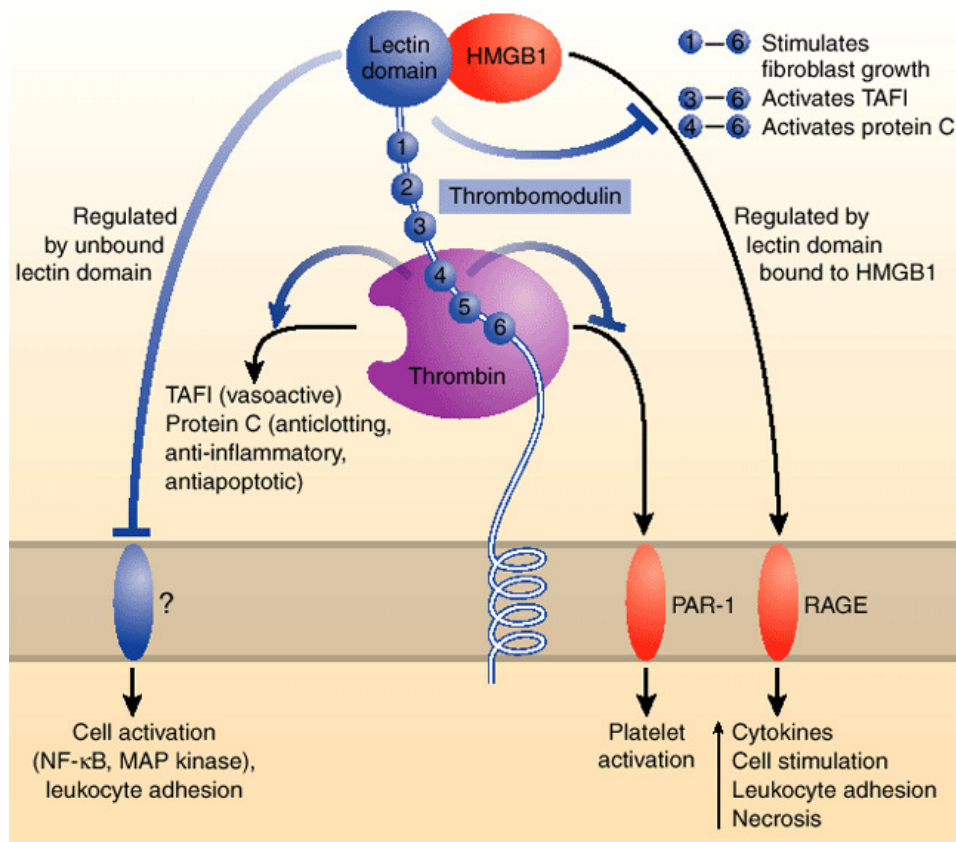 Lectin
domain
HMGB1
1 – 6 Stimulates
fibroblast growth
3 – 6 Activates TAFI
4 – 6 Activates protein C
1
2
3
4
5
6
Thrombomodulin
Regulated
by unbound
lectin domain
Regulated by
lectin domain
bound to HMGB1
Thrombin
TAFI (vasoactive)
Protein C (anticlotting,
anti-inflammatory,
antiapoptotic)
?
PAR-1
RAGE
Cell activation
(NF-κB, MAP kinase),
leukocyte adhesion
Platelet
activation
Cytokines
Cell stimulation
Leukocyte adhesion
Necrosis